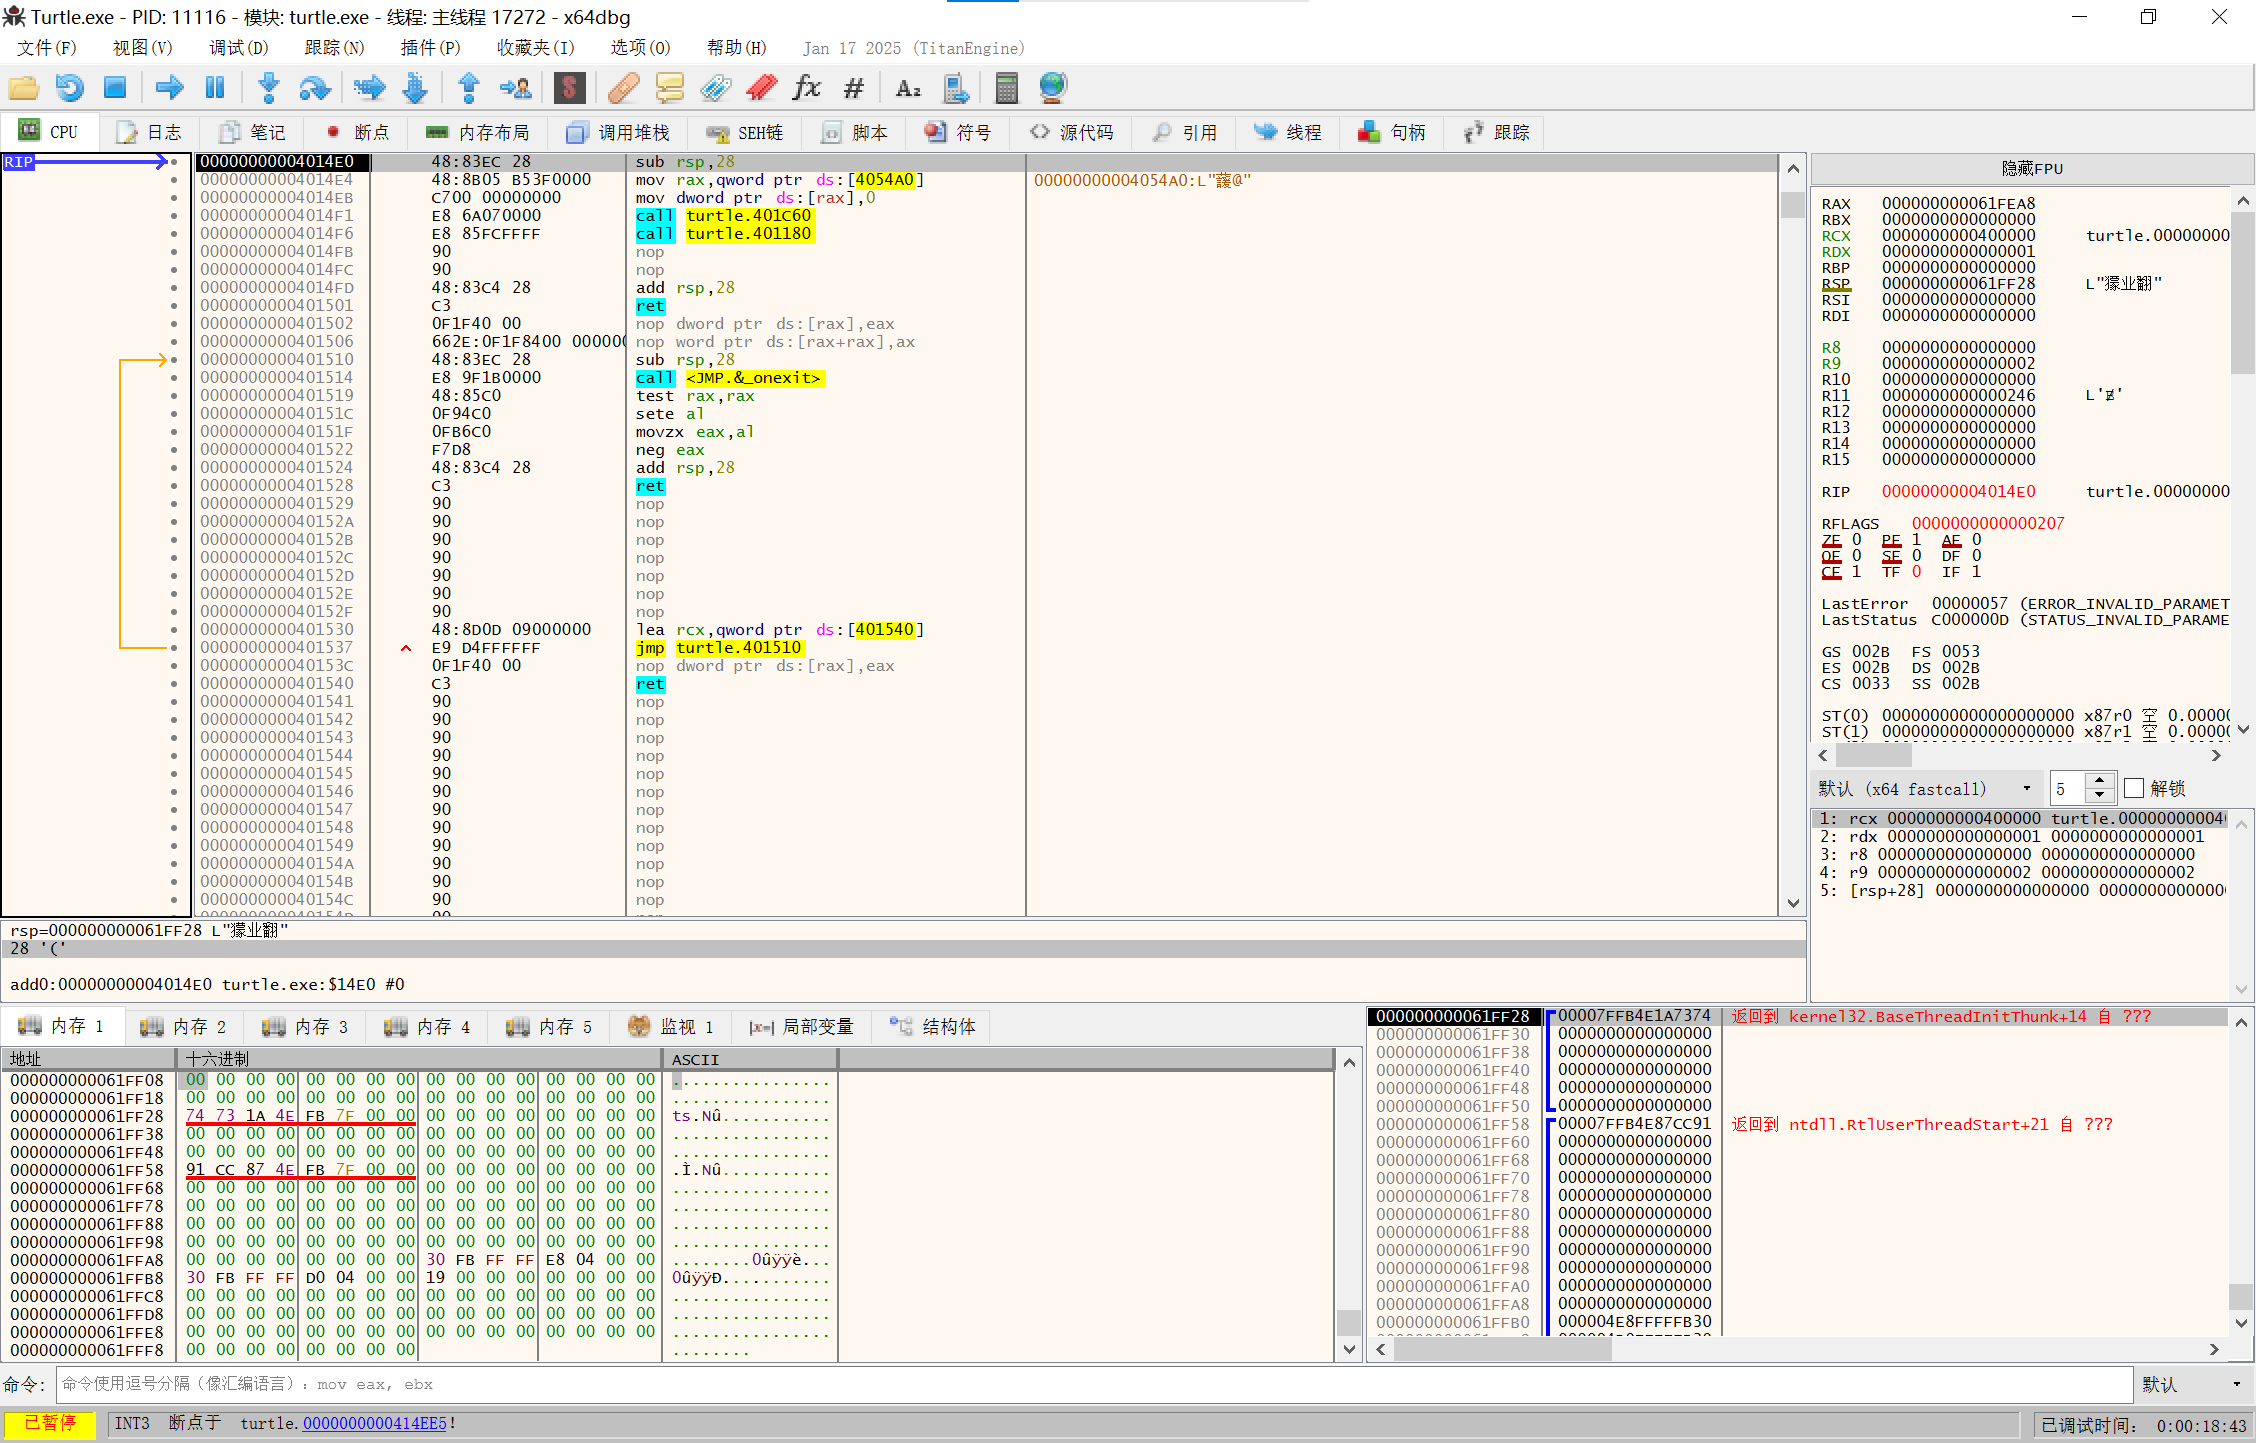 Turtle.exe - PID: 11116 - 模块: turtle.exe - 线程: 主线程 17272 - x64dbg
文件(F) 视图(V) 调试(D) 跟踪(N) 插件(P) 收藏夹(I) 选项(O) 帮助(H) Jan 17 2025 (TitanEngine)
CPU 日志 笔记 断点 内存布局 调用堆栈 SEH链 脚本 符号 源代码 引用 线程 句柄 跟踪
RIP 00000000004014E0 48:83EC 28 sub rsp,28
00000000004014E4 48:8B05 B53F0000 mov rax,qword ptr ds:[4054A0]
00000000004014EB C700 00000000 mov dword ptr ds:[rax],0
00000000004014F1 E8 6A070000 call turtle.401C60
00000000004014F6 E8 85FCFFFF call turtle.401180
00000000004014FB 90 nop
00000000004014FC 90 nop
00000000004014FD 48:83C4 28 add rsp,28
0000000000401501 C3 ret
0000000000401502 0F1F40 00 nop dword ptr ds:[rax],eax
0000000000401506 662E:0F1F8400 000000 nop word ptr ds:[rax+rax],ax
0000000000401510 48:83EC 28 sub rsp,28
0000000000401514 E8 9F1B0000 call <JMP.&_onexit>
0000000000401519 48:85C0 test rax,rax
000000000040151C 0F94C0 sete al
000000000040151F 0FB6C0 movzx eax,al
0000000000401522 F7D8 neg eax
0000000000401524 48:83C4 28 add rsp,28
0000000000401528 C3 ret
0000000000401529 90 nop
000000000040152A 90 nop
000000000040152B 90 nop
000000000040152C 90 nop
000000000040152D 90 nop
000000000040152E 90 nop
000000000040152F 90 nop
0000000000401530 48:8D0D 09000000 lea rcx,qword ptr ds:[401540]
0000000000401537 E9 D4FFFFFF jmp turtle.401510
000000000040153C 0F1F40 00 nop dword ptr ds:[rax],eax
0000000000401540 C3 ret
0000000000401541 90 nop
0000000000401542 90 nop
0000000000401543 90 nop
0000000000401544 90 nop
0000000000401545 90 nop
0000000000401546 90 nop
0000000000401547 90 nop
0000000000401548 90 nop
0000000000401549 90 nop
000000000040154A 90 nop
000000000040154B 90 nop
000000000040154C 90 nop
隐藏FPU
RAX 000000000061FEA8
RBX 0000000000000000
RCX 0000000000400000 turtle.00000000
RDX 0000000000000001
RBP 0000000000000000
RSP 000000000061FF28
RSI 0000000000000000
RDI 0000000000000000
R8 0000000000000000
R9 0000000000000002
R10 0000000000000000
R11 0000000000000246
R12 0000000000000000
R13 0000000000000000
R14 0000000000000000
R15 0000000000000000
RIP 00000000004014E0 turtle.00000000
RFLAGS 0000000000000207
ZF 0 PF 1 AF 0
OF 0 SF 0 DF 0
CF 1 TF 0 IF 1
LastError 00000057 (ERROR_INVALID_PARAMET
LastStatus C000000D (STATUS_INVALID_PARAME
GS 002B FS 0053
ES 002B DS 002B
CS 0033 SS 002B
ST(0) 00000000000000000000 x87r0 空 0.0000
ST(1) 00000000000000000000 x87r1 空 0.0000
默认 (x64 fastcall) 5 解锁
1: rcx 0000000000400000 turtle.00000000004
2: rdx 0000000000000001 0000000000000001
3: r8 0000000000000000 0000000000000000
4: r9 0000000000000002 0000000000000002
5: [rsp+28] 0000000000000000 0000000000000
rsp=000000000061FF28
28 '('
add0:00000000004014E0 turtle.exe:$14E0 #0
内存 1 内存 2 内存 3 内存 4 内存 5 监视 1 局部变量 结构体
地址 十六进制 ASCII
000000000061FF08 00 00 00 00 00 00 00 00 00 00 00 00 00 00 00 00 ................
000000000061FF18 00 00 00 00 00 00 00 00 00 00 00 00 00 00 00 00 ................
000000000061FF28 74 73 1A 4E FB 7F 00 00 00 00 00 00 00 00 00 00 ts.Nû...........
000000000061FF38 00 00 00 00 00 00 00 00 00 00 00 00 00 00 00 00 ................
000000000061FF48 00 00 00 00 00 00 00 00 00 00 00 00 00 00 00 00 ................
000000000061FF58 91 CC 87 4E FB 7F 00 00 00 00 00 00 00 00 00 00 .Ì.Nû...........
000000000061FF68 00 00 00 00 00 00 00 00 00 00 00 00 00 00 00 00 ................
000000000061FF78 00 00 00 00 00 00 00 00 00 00 00 00 00 00 00 00 ................
000000000061FF88 00 00 00 00 00 00 00 00 00 00 00 00 00 00 00 00 ................
000000000061FF98 00 00 00 00 00 00 00 00 00 00 00 00 00 00 00 00 ................
000000000061FFA8 00 00 00 00 00 00 00 00 30 FB FF FF E8 04 00 00 ........0ûÿÿè...
000000000061FFB8 30 FB FF FF D0 04 00 00 19 00 00 00 00 00 00 00 0ûÿÿÐ...........
000000000061FFC8 00 00 00 00 00 00 00 00 00 00 00 00 00 00 00 00 ................
000000000061FFD8 00 00 00 00 00 00 00 00 00 00 00 00 00 00 00 00 ................
000000000061FFE8 00 00 00 00 00 00 00 00 00 00 00 00 00 00 00 00 ................
000000000061FFF8 00 00 00 00 00 00 00 00 ........
000000000061FF28 00007FFB4E1A7374 返回到 kernel32.BaseThreadInitThunk+14 自 ???
000000000061FF30 0000000000000000
000000000061FF38 0000000000000000
000000000061FF40 0000000000000000
000000000061FF48 0000000000000000
000000000061FF50 0000000000000000
000000000061FF58 00007FFB4E87CC91 返回到 ntdll.RtlUserThreadStart+21 自 ???
000000000061FF60 0000000000000000
000000000061FF68 0000000000000000
000000000061FF70 0000000000000000
000000000061FF78 0000000000000000
000000000061FF80 0000000000000000
000000000061FF88 0000000000000000
000000000061FF90 0000000000000000
000000000061FF98 0000000000000000
000000000061FFA0 0000000000000000
000000000061FFA8 0000000000000000
000000000061FFB0 000004E8FFFFFB30
命令: 命令使用逗号分隔（像汇编语言）：mov eax, ebx 默认
已暂停 INT3 断点于 turtle.0000000000414EE5! 已调试时间: 0:00:18:43